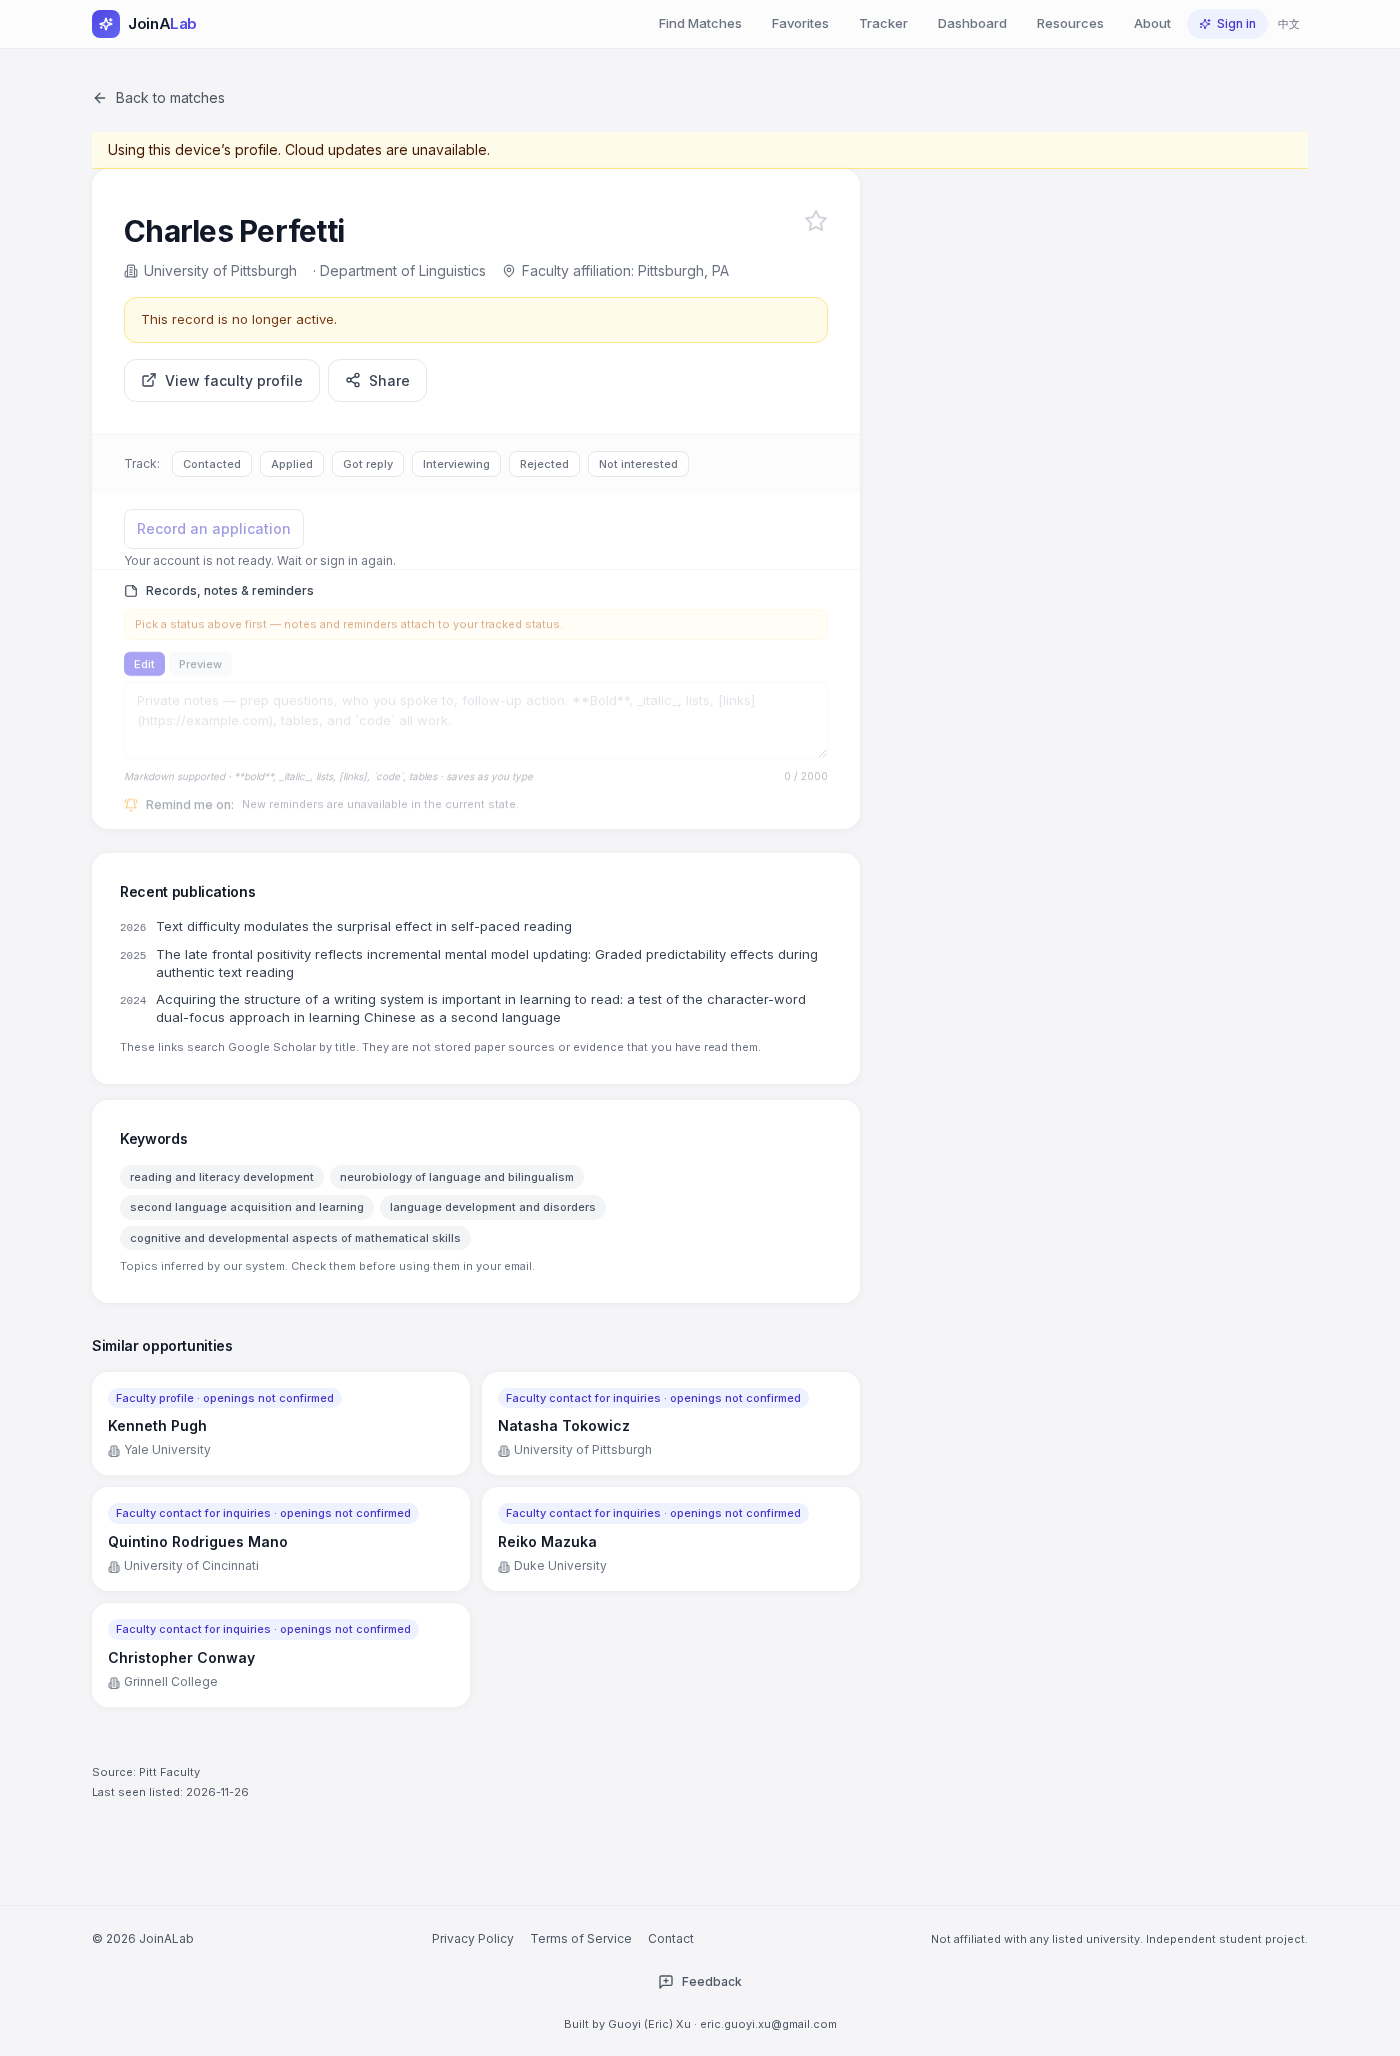 JoinALab
Find Matches
Favorites
Tracker
Dashboard
Resources
About
Sign in
中文
Back to matches
Using this device’s profile. Cloud updates are unavailable.
Charles Perfetti
University of Pittsburgh · Department of Linguistics Faculty affiliation: Pittsburgh, PA
This record is no longer active.
View faculty profile
Share
Track: Contacted Applied Got reply Interviewing Rejected Not interested
Record an application
Your account is not ready. Wait or sign in again.
Records, notes & reminders
Pick a status above first — notes and reminders attach to your tracked status.
Edit Preview
Private notes — prep questions, who you spoke to, follow-up action. **Bold**, _italic_, lists, [links]
(https://example.com), tables, and `code` all work.
Markdown supported · **bold**, _italic_, lists, [links], `code`, tables · saves as you type
0 / 2000
Remind me on: New reminders are unavailable in the current state.
Recent publications
2026 Text difficulty modulates the surprisal effect in self-paced reading
2025 The late frontal positivity reflects incremental mental model updating: Graded predictability effects during
authentic text reading
2024 Acquiring the structure of a writing system is important in learning to read: a test of the character-word
dual-focus approach in learning Chinese as a second language
These links search Google Scholar by title. They are not stored paper sources or evidence that you have read them.
Keywords
reading and literacy development
neurobiology of language and bilingualism
second language acquisition and learning
language development and disorders
cognitive and developmental aspects of mathematical skills
Topics inferred by our system. Check them before using them in your email.
Similar opportunities
Faculty profile · openings not confirmed
Kenneth Pugh
Yale University
Faculty contact for inquiries · openings not confirmed
Natasha Tokowicz
University of Pittsburgh
Faculty contact for inquiries · openings not confirmed
Quintino Rodrigues Mano
University of Cincinnati
Faculty contact for inquiries · openings not confirmed
Reiko Mazuka
Duke University
Faculty contact for inquiries · openings not confirmed
Christopher Conway
Grinnell College
Source: Pitt Faculty
Last seen listed: 2026-11-26
© 2026 JoinALab
Privacy Policy Terms of Service Contact
Not affiliated with any listed university. Independent student project.
Feedback
Built by Guoyi (Eric) Xu · eric.guoyi.xu@gmail.com